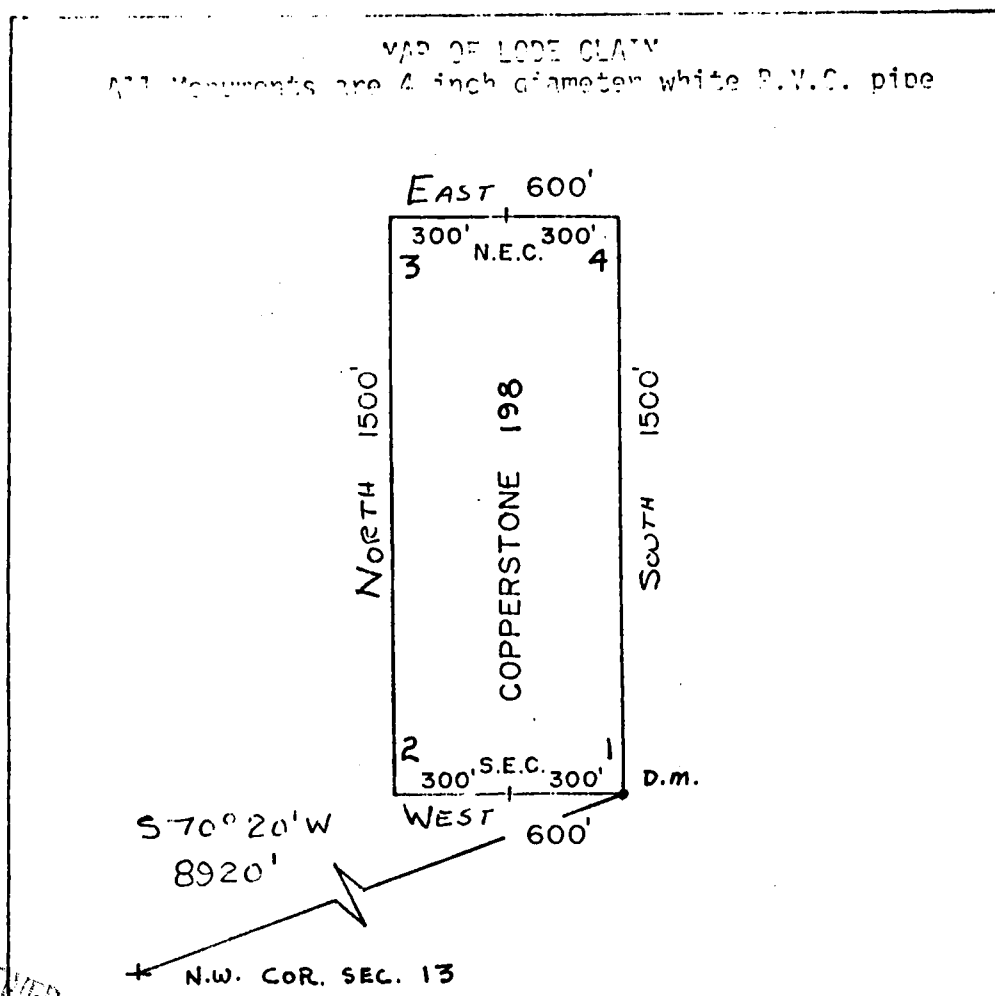 MAP OF LODE CLAIM
All Monuments are 4 inch diameter white P.V.C. pipe
EAST 600'
300' 300'
N.E.C.
3 4
NORTH 1500'
COPPERSTONE 198
SOUTH 1500'
2 1
300' S.E.C. 300'
D.M.
WEST 600'
S 70° 20' W
8920'
N.W. COR. SEC. 13